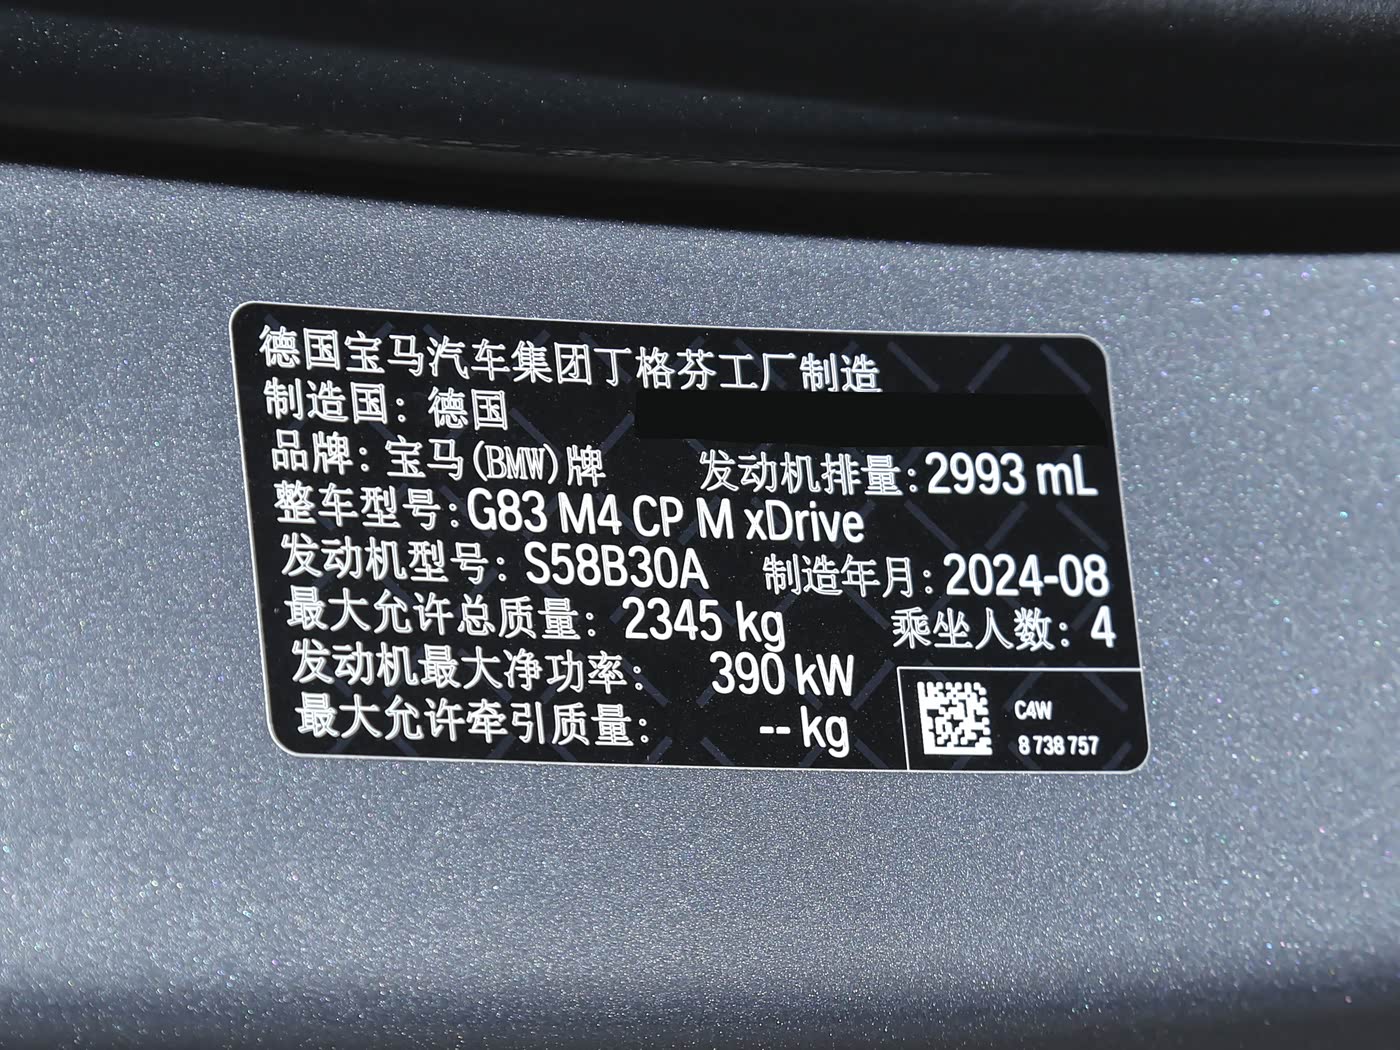 德国宝马汽车集团丁格芬工厂制造
制造国：德国
品牌：宝马(BMW)牌 发动机排量：2993 mL
整车型号：G83 M4 CP M xDrive
发动机型号：S58B30A 制造年月：2024-08
最大允许总质量：2345 kg 乘坐人数：4
发动机最大净功率：390 kW
最大允许牵引质量：-- kg
C4W
8 738 757